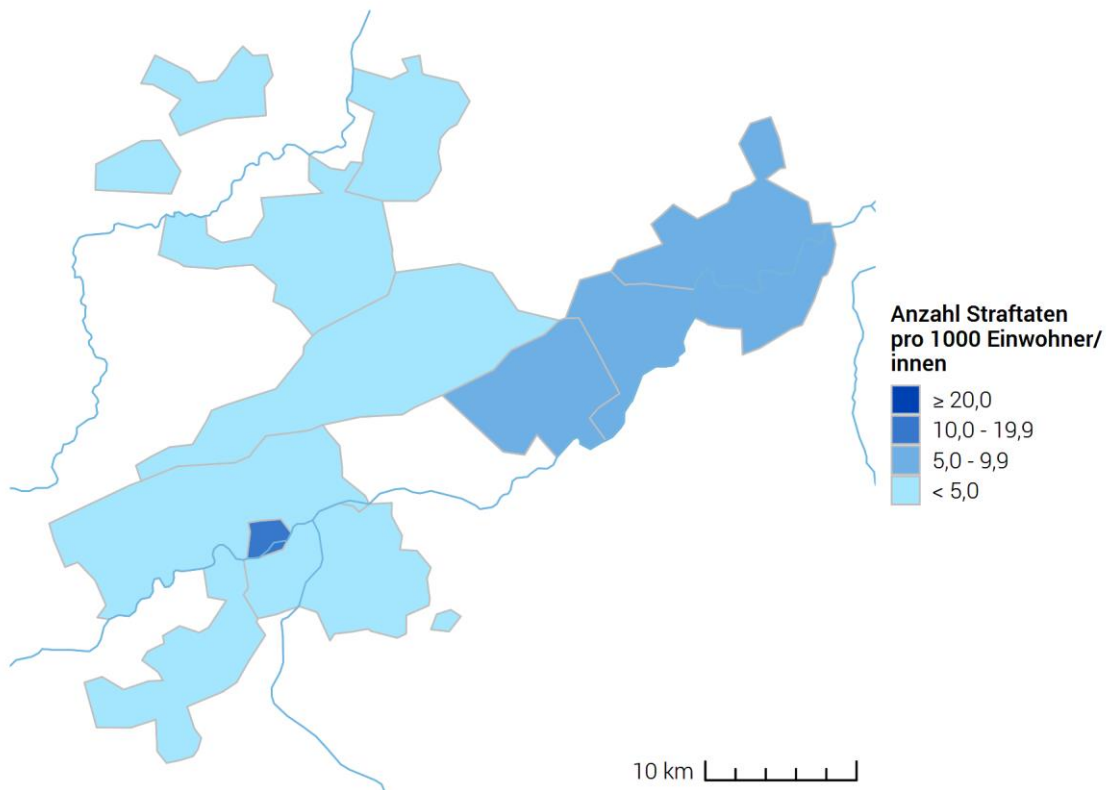 Anzahl Straftaten
pro 1000 Einwohner/
innen
≥ 20,0
10,0 - 19,9
5,0 - 9,9
< 5,0
10 km